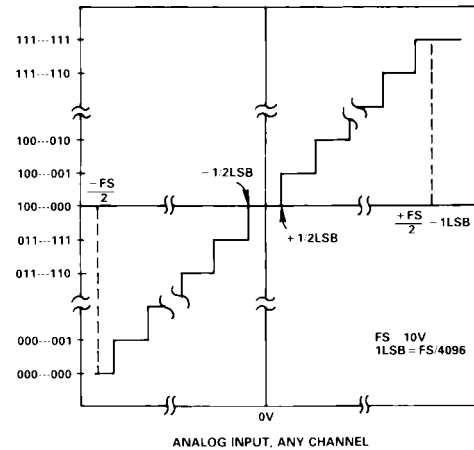 111···111
111···110
100···010
100···001
−FS
2
−1/2LSB
100···000
+1/2LSB
+FS
2
−1LSB
011···111
011···110
000···001
000···000
FS 10V
1LSB = FS/4096
0V
ANALOG INPUT, ANY CHANNEL